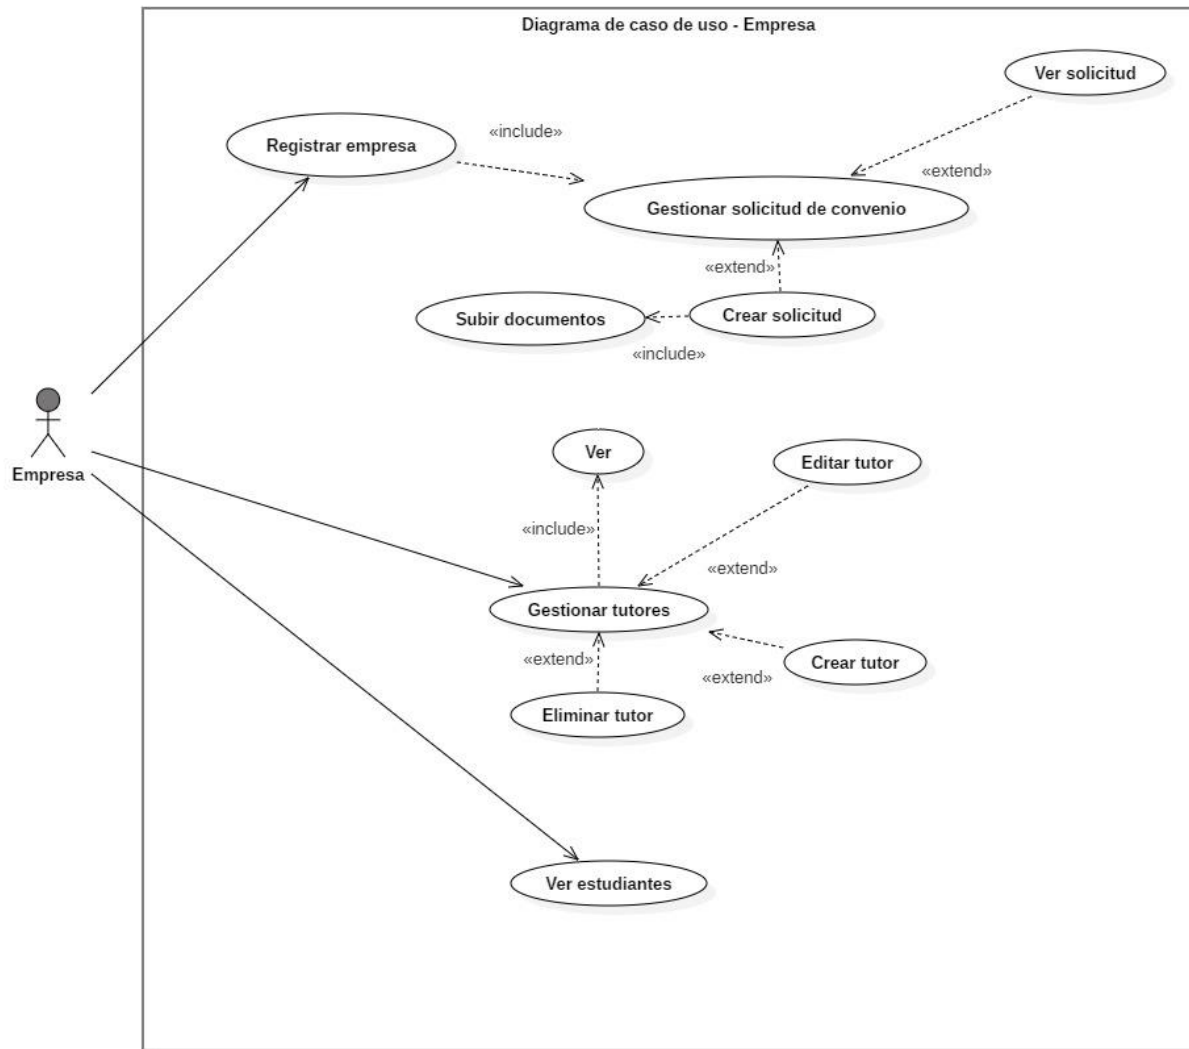 Diagrama de caso de uso - Empresa
Ver solicitud
Registrar empresa
«include»
«extend»
Gestionar solicitud de convenio
«extend»
Subir documentos
Crear solicitud
«include»
Empresa
Ver
Editar tutor
«include»
«extend»
Gestionar tutores
«extend»
Crear tutor
«extend»
Eliminar tutor
Ver estudiantes